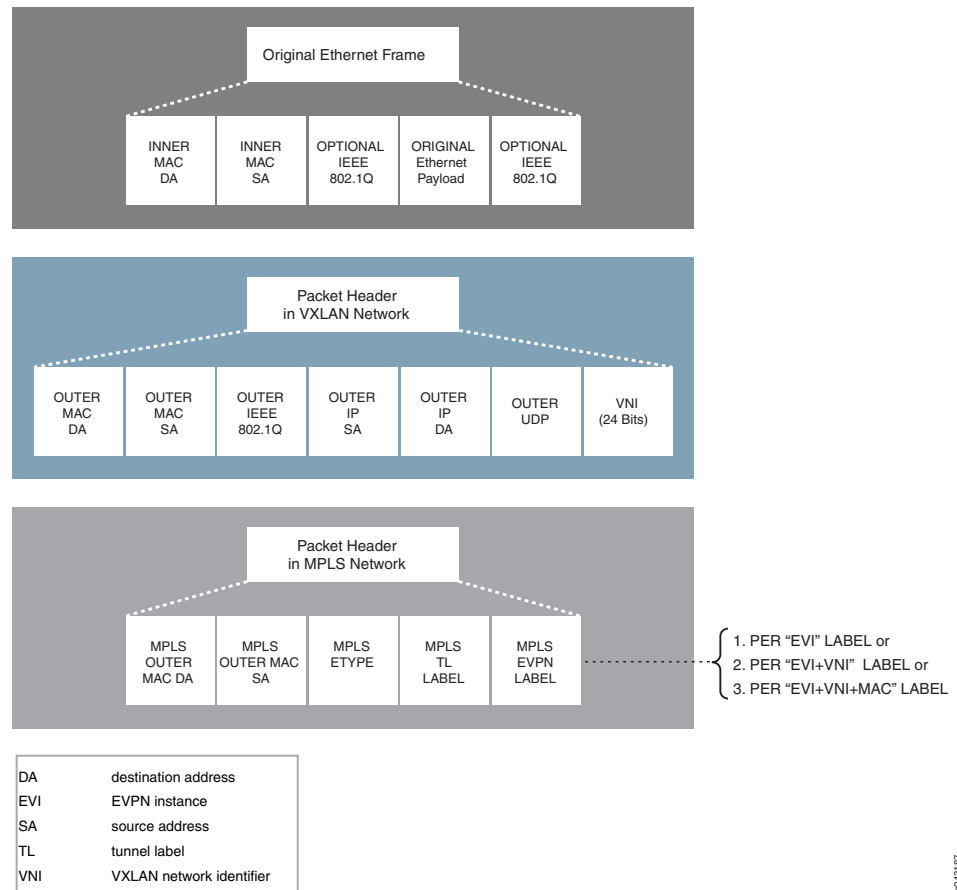 Original Ethernet Frame
INNER
MAC
DA
INNER
MAC
SA
OPTIONAL
IEEE
802.1Q
ORIGINAL
Ethernet
Payload
OPTIONAL
IEEE
802.1Q
Packet Header
in VXLAN Network
OUTER
MAC
DA
OUTER
MAC
SA
OUTER
IEEE
802.1Q
OUTER
IP
SA
OUTER
IP
DA
OUTER
UDP
VNI
(24 Bits)
Packet Header
in MPLS Network
MPLS
OUTER
MAC DA
MPLS
OUTER MAC
SA
MPLS
ETYPE
MPLS
TL
LABEL
MPLS
EVPN
LABEL
1. PER “EVI” LABEL or
2. PER “EVI+VNI” LABEL or
3. PER “EVI+VNI+MAC” LABEL
DA destination address
EVI EVPN instance
SA source address
TL tunnel label
VNI VXLAN network identifier